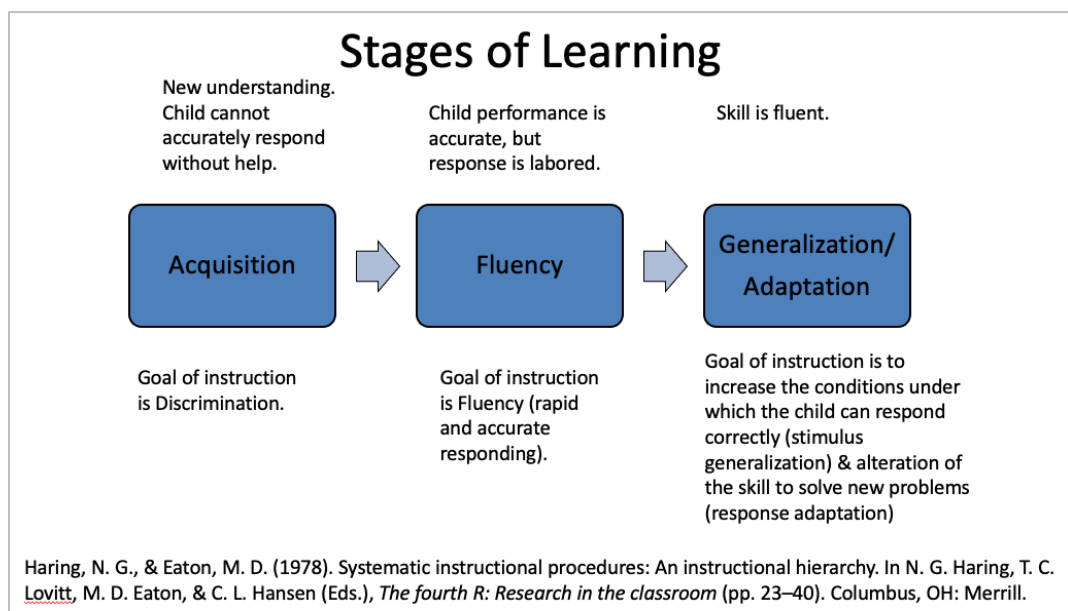 Stages of Learning
New understanding.
Child cannot
accurately respond
without help.
Child performance is
accurate, but
response is labored.
Skill is fluent.
Acquisition
Fluency
Generalization/
Adaptation
Goal of instruction
is Discrimination.
Goal of instruction
is Fluency (rapid
and accurate
responding).
Goal of instruction is to
increase the conditions under
which the child can respond
correctly (stimulus
generalization) & alteration of
the skill to solve new problems
(response adaptation)
Haring, N. G., & Eaton, M. D. (1978). Systematic instructional procedures: An instructional hierarchy. In N. G. Haring, T. C.
Lovitt, M. D. Eaton, & C. L. Hansen (Eds.), The fourth R: Research in the classroom (pp. 23–40). Columbus, OH: Merrill.